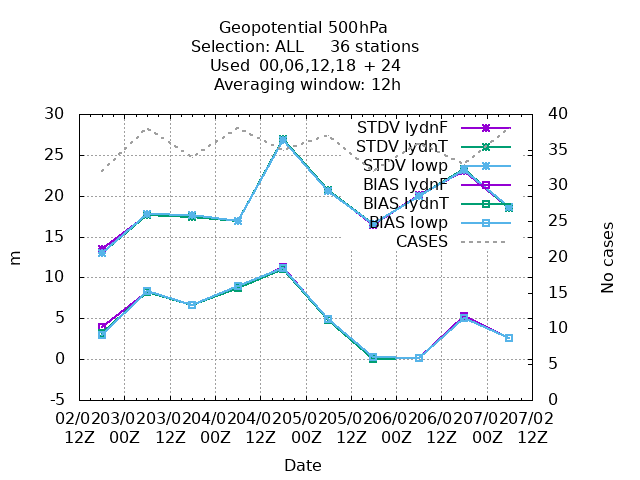 Geopotential 500hPa
Selection: ALL 36 stations
Used 00,06,12,18 + 24
Averaging window: 12h
30
25
20
15
10
5
0
-5
m
STDV lydnF
STDV lydnT
STDV lowp
BIAS lydnF
BIAS lydnT
BIAS lowp
CASES
40
35
30
25
20
15
10
5
0
No cases
02/02 03/02 03/02 04/02 04/02 05/02 05/02 06/02 06/02 07/02 07/02
12Z 00Z 12Z 00Z 12Z 00Z 12Z 00Z 12Z 00Z 12Z
Date